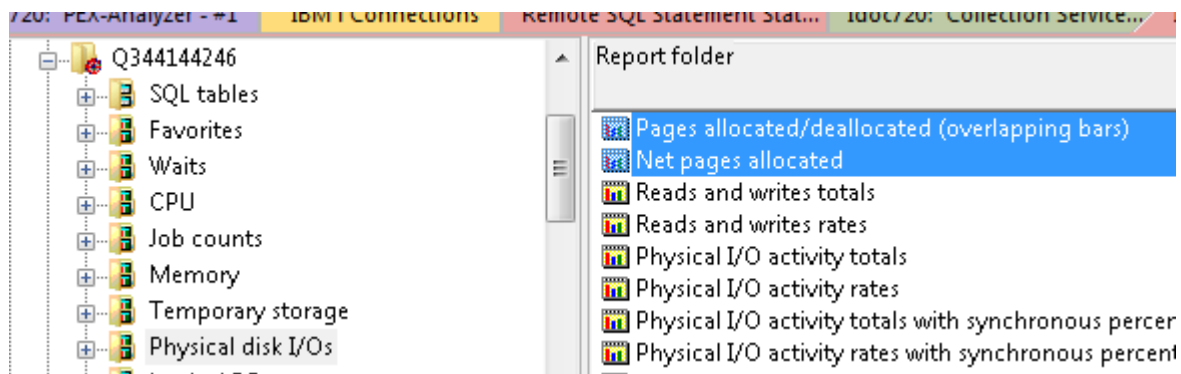 720: PEX-Analyzer - #1
IBM i Connections
Remote SQL Statement Stat...
Idoc720: Collection Service...
Q344144246
SQL tables
Favorites
Waits
CPU
Job counts
Memory
Temporary storage
Physical disk I/Os
Report folder
Pages allocated/deallocated (overlapping bars)
Net pages allocated
Reads and writes totals
Reads and writes rates
Physical I/O activity totals
Physical I/O activity rates
Physical I/O activity totals with synchronous percen
Physical I/O activity rates with synchronous percent